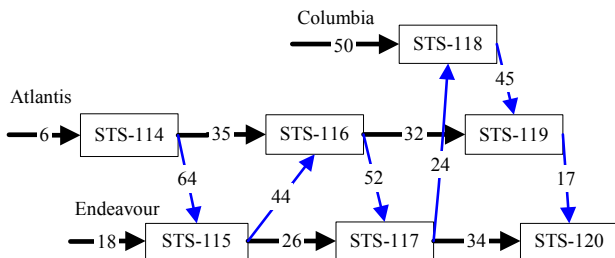 Columbia
50
STS-118
45
Atlantis
6
STS-114
35
STS-116
32
STS-119
64
44
52
24
17
Endeavour
18
STS-115
26
STS-117
34
STS-120